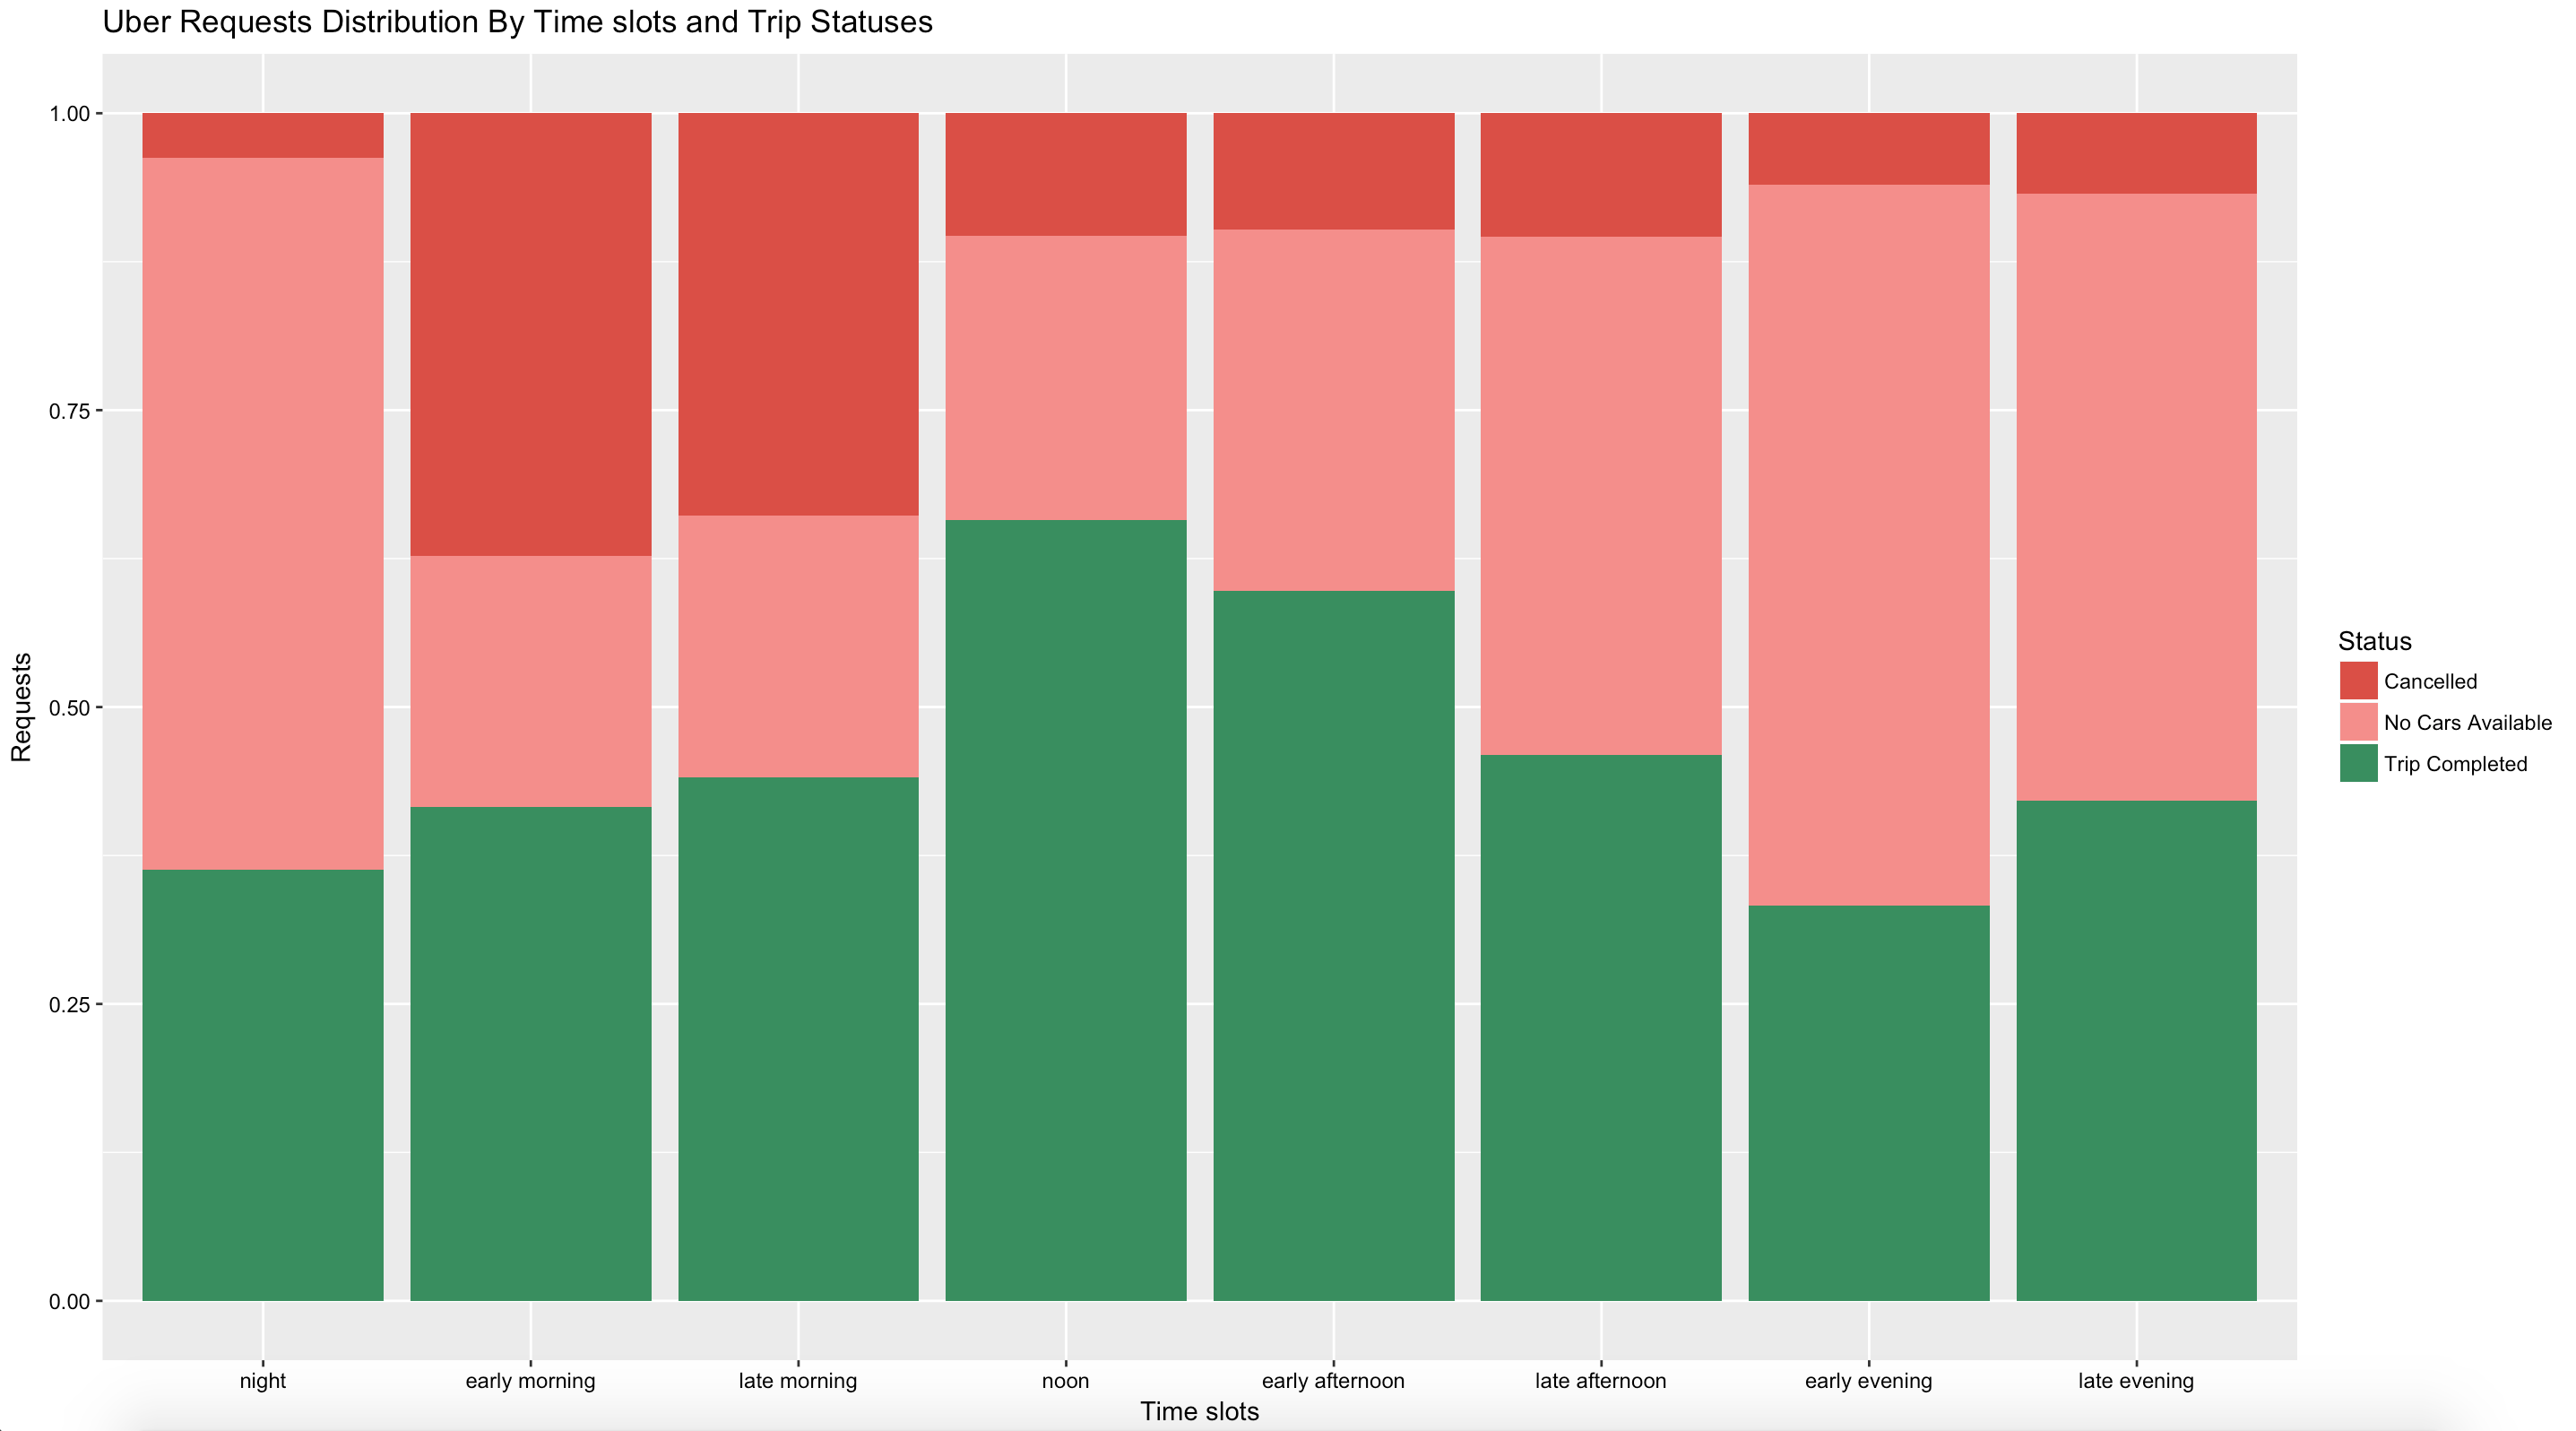 Uber Requests Distribution By Time slots and Trip Statuses
1.00
0.75
0.50
0.25
0.00
Requests
night early morning late morning noon early afternoon late afternoon early evening late evening
Time slots
Status
Cancelled
No Cars Available
Trip Completed